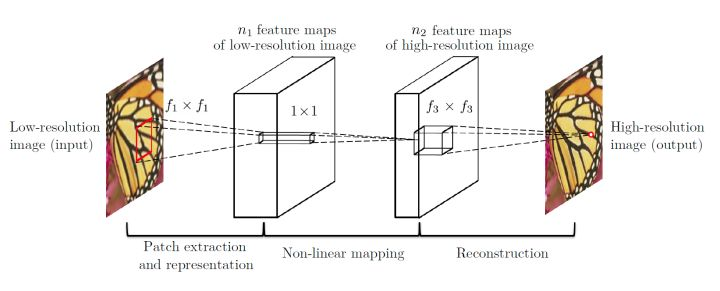 n₁ feature maps
of low-resolution image
n₂ feature maps
of high-resolution image
f₁ × f₁
1×1
f₃ × f₃
Low-resolution
image (input)
High-resolution
image (output)
Patch extraction
and representation
Non-linear mapping
Reconstruction